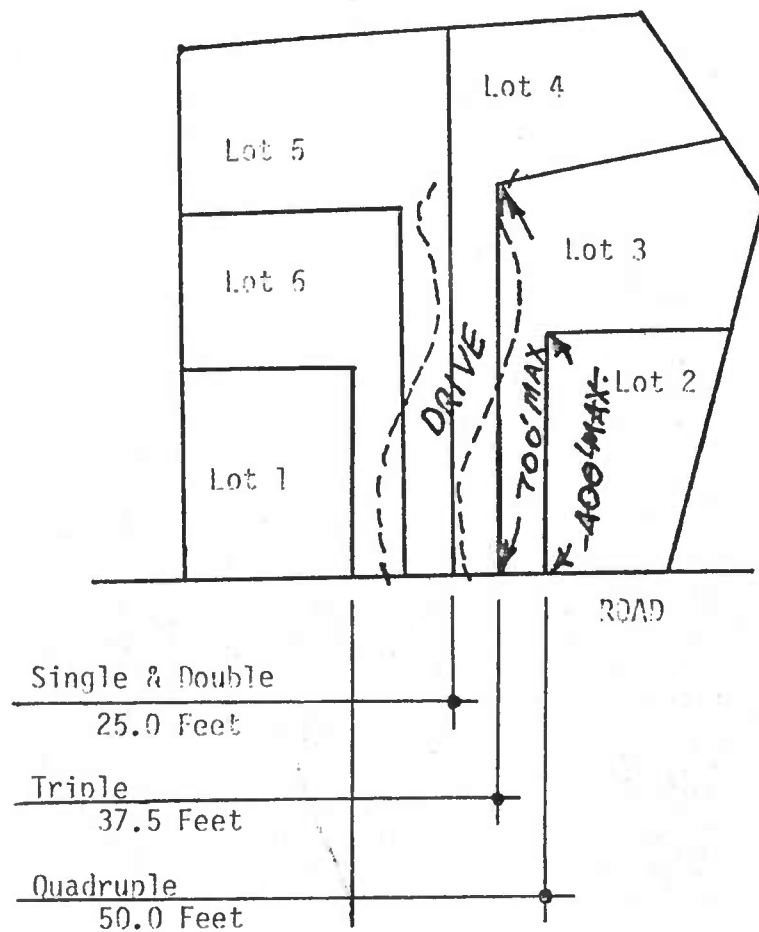 Lot 4
Lot 5
Lot 3
Lot 6
DRIVE
700' MAX
Lot 2
400' MAX.
Lot 1
ROAD
Single & Double
25.0 Feet
Triple
37.5 Feet
Quadruple
50.0 Feet